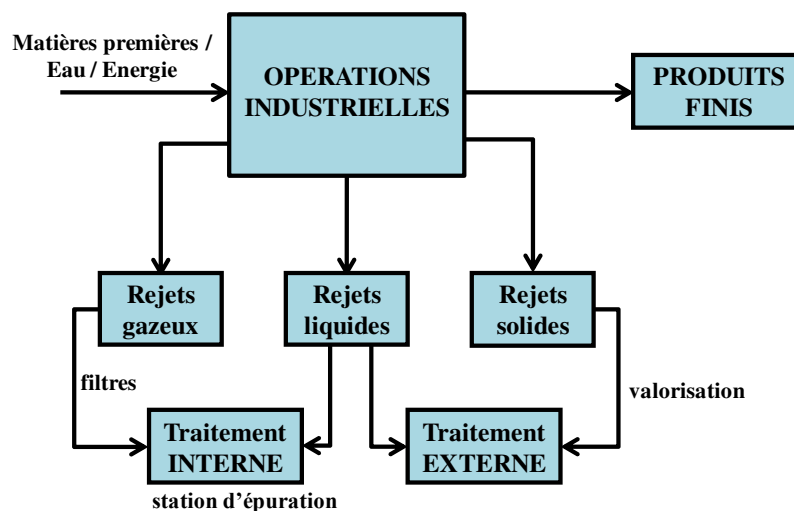 Matières premières /
Eau / Energie
OPERATIONS
INDUSTRIELLES
PRODUITS
FINIS
Rejets
gazeux
Rejets
liquides
Rejets
solides
filtres
valorisation
Traitement
INTERNE
Traitement
EXTERNE
station d'épuration